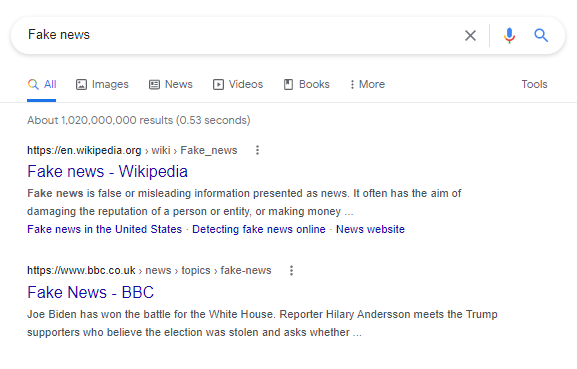 Fake news
All Images News Videos Books More Tools
About 1,020,000,000 results (0.53 seconds)
https://en.wikipedia.org › wiki › Fake_news
Fake news - Wikipedia
Fake news is false or misleading information presented as news. It often has the aim of
damaging the reputation of a person or entity, or making money ...
Fake news in the United States · Detecting fake news online · News website
https://www.bbc.co.uk › news › topics › fake-news
Fake News - BBC
Joe Biden has won the battle for the White House. Reporter Hilary Andersson meets the Trump
supporters who believe the election was stolen and asks whether ...